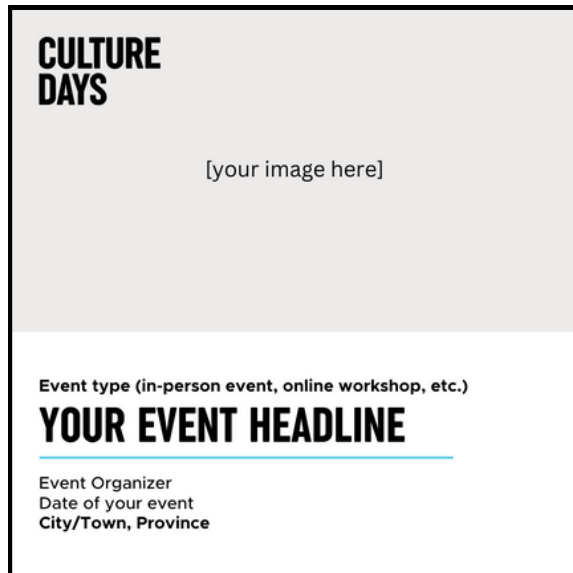 CULTURE
DAYS
[your image here]
Event type (in-person event, online workshop, etc.)
YOUR EVENT HEADLINE
Event Organizer
Date of your event
City/Town, Province